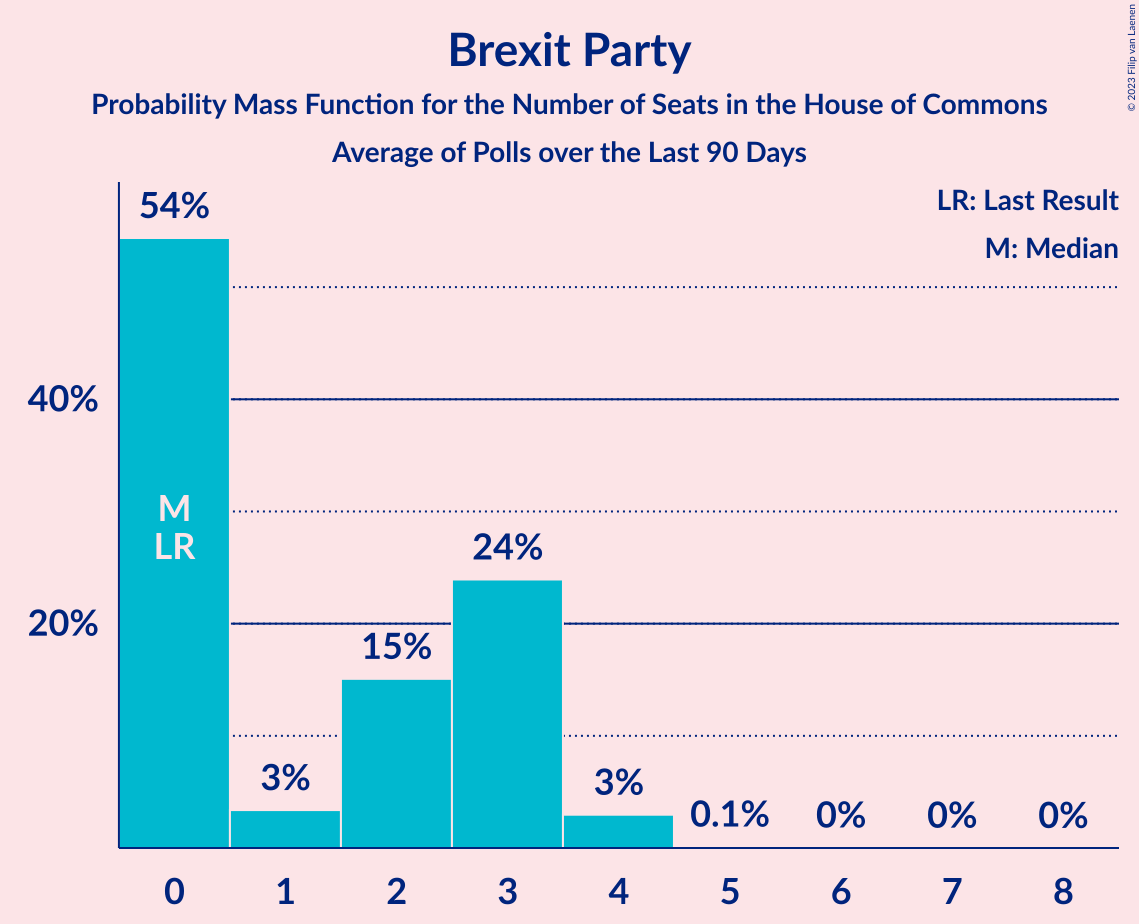 Brexit Party
Probability Mass Function for the Number of Seats in the House of Commons
Average of Polls over the Last 90 Days
© 2023 Filip van Laenen
LR: Last Result
M: Median
54%
40%
M
LR
24%
20%
15%
3%
3%
0.1%
0%
0%
0%
0 1 2 3 4 5 6 7 8